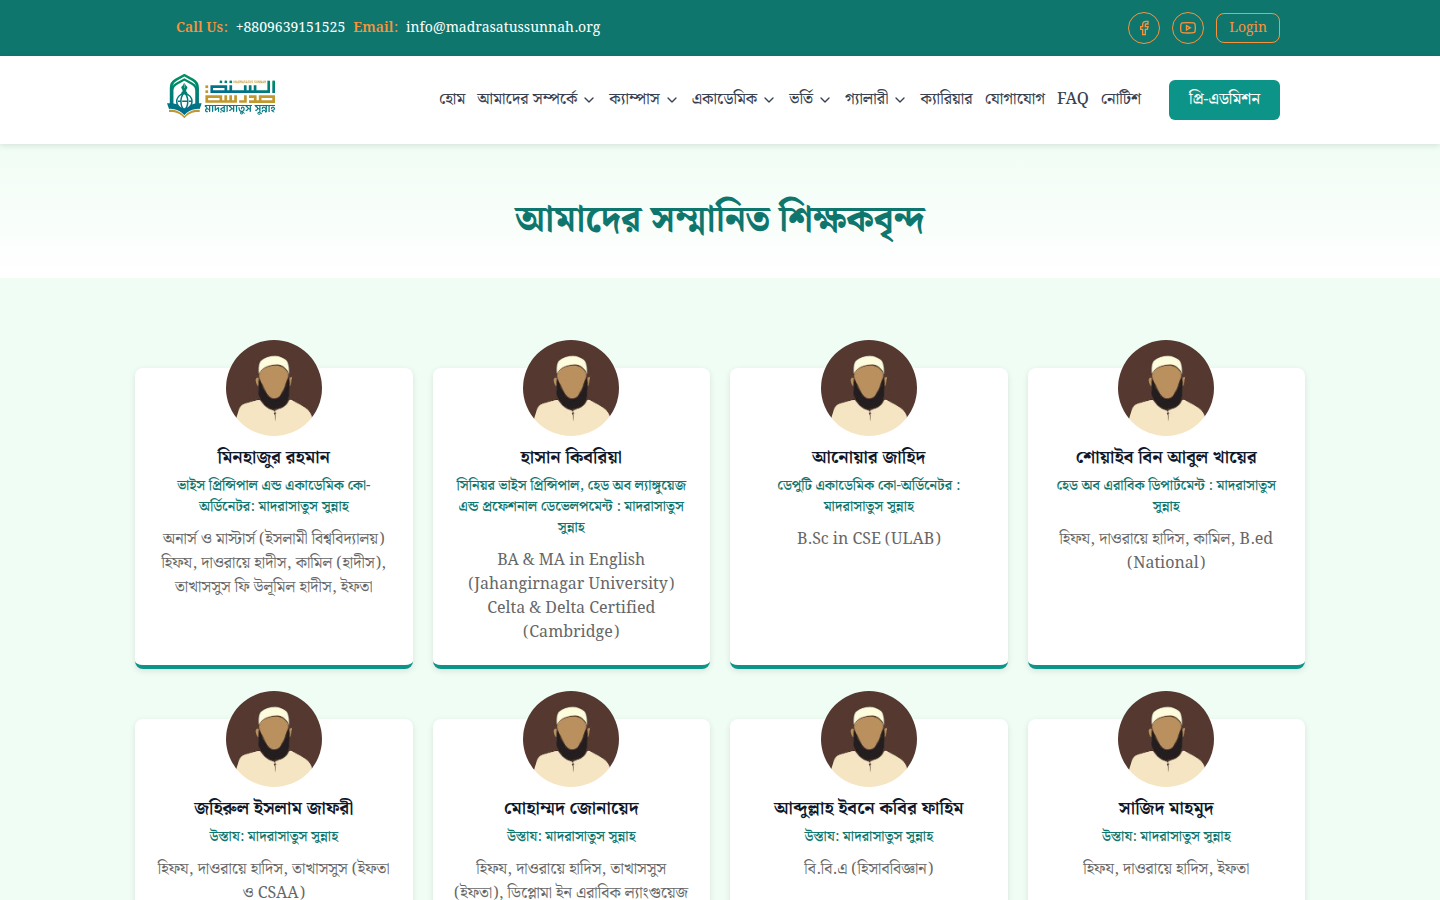 Call Us: +8809639151525 Email: info@madrasatussunnah.org
Login
مدرسة السنة
মাদরাসাতুস সুন্নাহ
হোম আমাদের সম্পর্কে ক্যাম্পাস একাডেমিক ভর্তি গ্যালারী ক্যারিয়ার যোগাযোগ FAQ নোটিশ
প্রি-এডমিশন
আমাদের সম্মানিত শিক্ষকবৃন্দ
মিনহাজুর রহমান
ভাইস প্রিন্সিপাল এন্ড একাডেমিক কো-
অর্ডিনেটর: মাদরাসাতুস সুন্নাহ
অনার্স ও মাস্টার্স (ইসলামী বিশ্ববিদ্যালয়)
হিফয, দাওরায়ে হাদীস, কামিল (হাদীস),
তাখাসসুস ফি উলূমিল হাদীস, ইফতা
হাসান কিবরিয়া
সিনিয়র ভাইস প্রিন্সিপাল, হেড অব ল্যাঙ্গুয়েজ
এন্ড প্রফেশনাল ডেভেলপমেন্ট : মাদরাসাতুস
সুন্নাহ
BA & MA in English
(Jahangirnagar University)
Celta & Delta Certified
(Cambridge)
আনোয়ার জাহিদ
ডেপুটি একাডেমিক কো-অর্ডিনেটর :
মাদরাসাতুস সুন্নাহ
B.Sc in CSE (ULAB)
শোয়াইব বিন আবুল খায়ের
হেড অব এরাবিক ডিপার্টমেন্ট : মাদরাসাতুস
সুন্নাহ
হিফয, দাওরায়ে হাদিস, কামিল, B.ed
(National)
জহিরুল ইসলাম জাফরী
উস্তায: মাদরাসাতুস সুন্নাহ
হিফয, দাওরায়ে হাদিস, তাখাসসুস (ইফতা
ও CSAA)
মোহাম্মদ জোনায়েদ
উস্তায: মাদরাসাতুস সুন্নাহ
হিফয, দাওরায়ে হাদিস, তাখাসসুস
(ইফতা), ডিপ্লোমা ইন এরাবিক ল্যাংগুয়েজ
আব্দুল্লাহ ইবনে কবির ফাহিম
উস্তায: মাদরাসাতুস সুন্নাহ
বি.বি.এ (হিসাববিজ্ঞান)
সাজিদ মাহমুদ
উস্তায: মাদরাসাতুস সুন্নাহ
হিফয, দাওরায়ে হাদিস, ইফতা